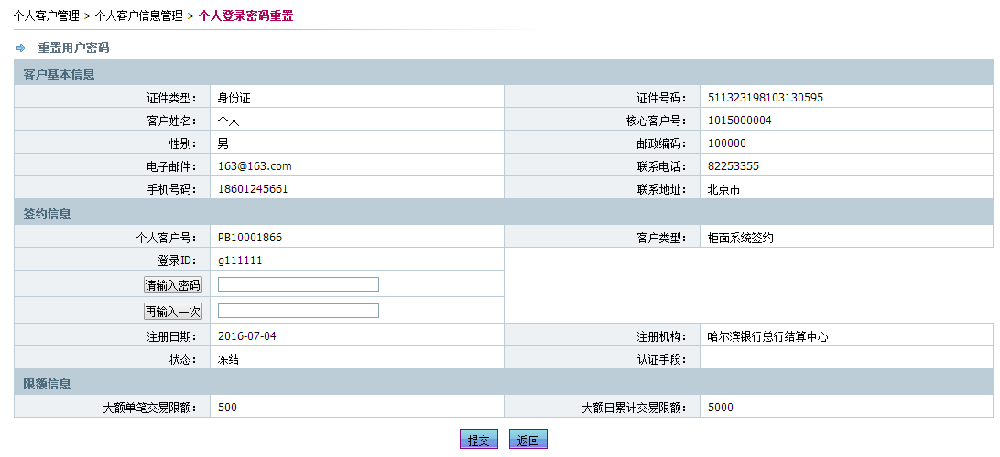 个人客户管理 > 个人客户信息管理 > 个人登录密码重置
重置用户密码
客户基本信息
证件类型： 身份证 证件号码： 511323198103130595
客户姓名： 个人 核心客户号： 1015000004
性别： 男 邮政编码： 100000
电子邮件： 163@163.com 联系电话： 82253355
手机号码： 18601245661 联系地址： 北京市
签约信息
个人客户号： PB10001866 客户类型： 柜面系统签约
登录ID： g111111
请输入密码
再输入一次
注册日期： 2016-07-04 注册机构： 哈尔滨银行总行结算中心
状态： 冻结 认证手段：
限额信息
大额单笔交易限额： 500 大额日累计交易限额： 5000
提交 返回